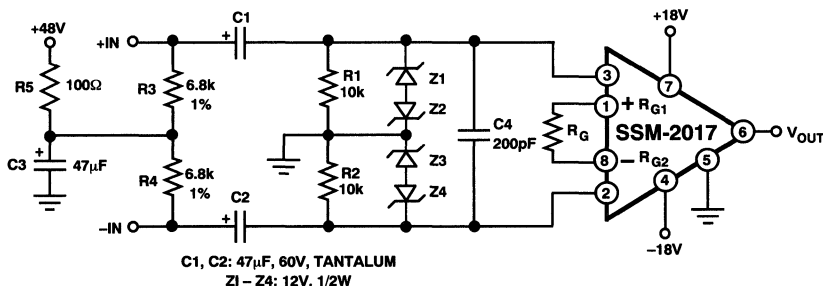 C1
+48V
+IN
+
+18V
R5
100Ω
R3
6.8k
1%
R1
10k
Z1
Z2
3
7
1
+ RG1
RG
SSM-2017
6
VOUT
C4
200pF
+
C3
47μF
R4
6.8k
1%
R2
10k
Z3
Z4
8
– RG2
5
2
4
C2
+
–IN
–18V
C1, C2: 47μF, 60V, TANTALUM
Z1 – Z4: 12V, 1/2W